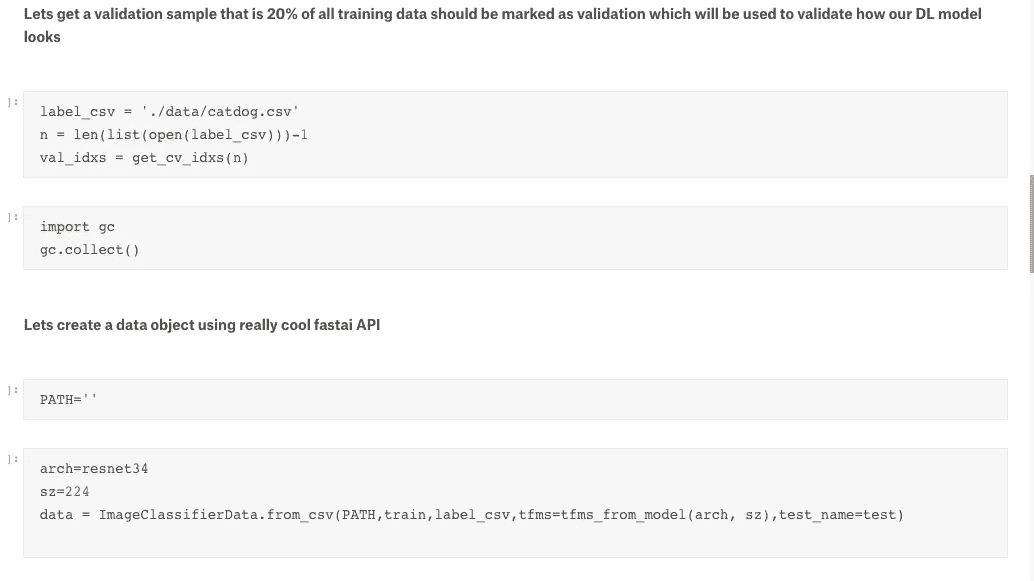 Lets get a validation sample that is 20% of all training data should be marked as validation which will be used to validate how our DL model
looks
]:
label_csv = './data/catdog.csv'
n = len(list(open(label_csv)))-1
val_idxs = get_cv_idxs(n)
]:
import gc
gc.collect()
Lets create a data object using really cool fastai API
]:
PATH=''
]:
arch=resnet34
sz=224
data = ImageClassifierData.from_csv(PATH,train,label_csv,tfms=tfms_from_model(arch, sz),test_name=test)